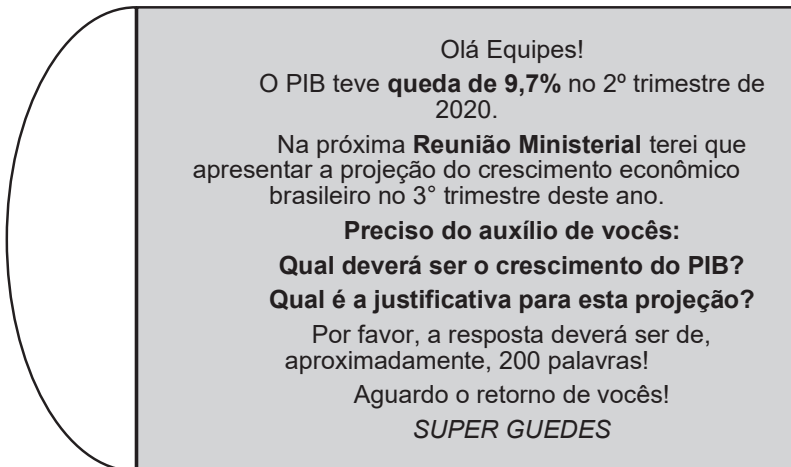 Olá Equipes!
O PIB teve queda de 9,7% no 2º trimestre de
2020.
Na próxima Reunião Ministerial terei que
apresentar a projeção do crescimento econômico
brasileiro no 3° trimestre deste ano.
Preciso do auxílio de vocês:
Qual deverá ser o crescimento do PIB?
Qual é a justificativa para esta projeção?
Por favor, a resposta deverá ser de,
aproximadamente, 200 palavras!
Aguardo o retorno de vocês!
SUPER GUEDES